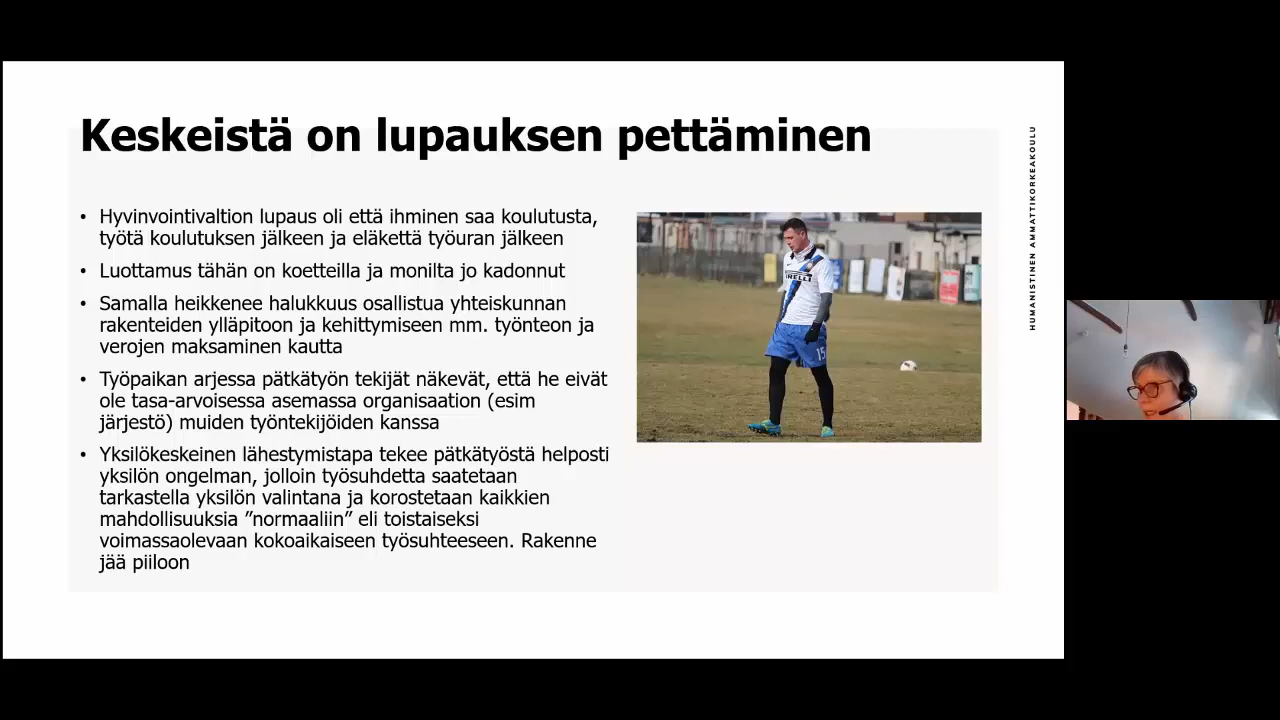 Keskeistä on lupauksen pettäminen
• Hyvinvointivaltion lupaus oli että ihminen saa koulutusta,
työtä koulutuksen jälkeen ja eläkettä työuran jälkeen
• Luottamus tähän on koetteilla ja monilta jo kadonnut
• Samalla heikkenee halukkuus osallistua yhteiskunnan
rakenteiden ylläpitoon ja kehittymiseen mm. työnteon ja
verojen maksaminen kautta
• Työpaikan arjessa pätkätyön tekijät näkevät, että he eivät
ole tasa-arvoisessa asemassa organisaation (esim
järjestö) muiden työntekijöiden kanssa
• Yksilökeskeinen lähestymistapa tekee pätkätyöstä helposti
yksilön ongelman, jolloin työsuhdetta saatetaan
tarkastella yksilön valintana ja korostetaan kaikkien
mahdollisuuksia ”normaaliin” eli toistaiseksi
voimassaolevaan kokoaikaiseen työsuhteeseen. Rakenne
jää piiloon
15
HUMANISTINEN AMMATTIKORKEAKOULU